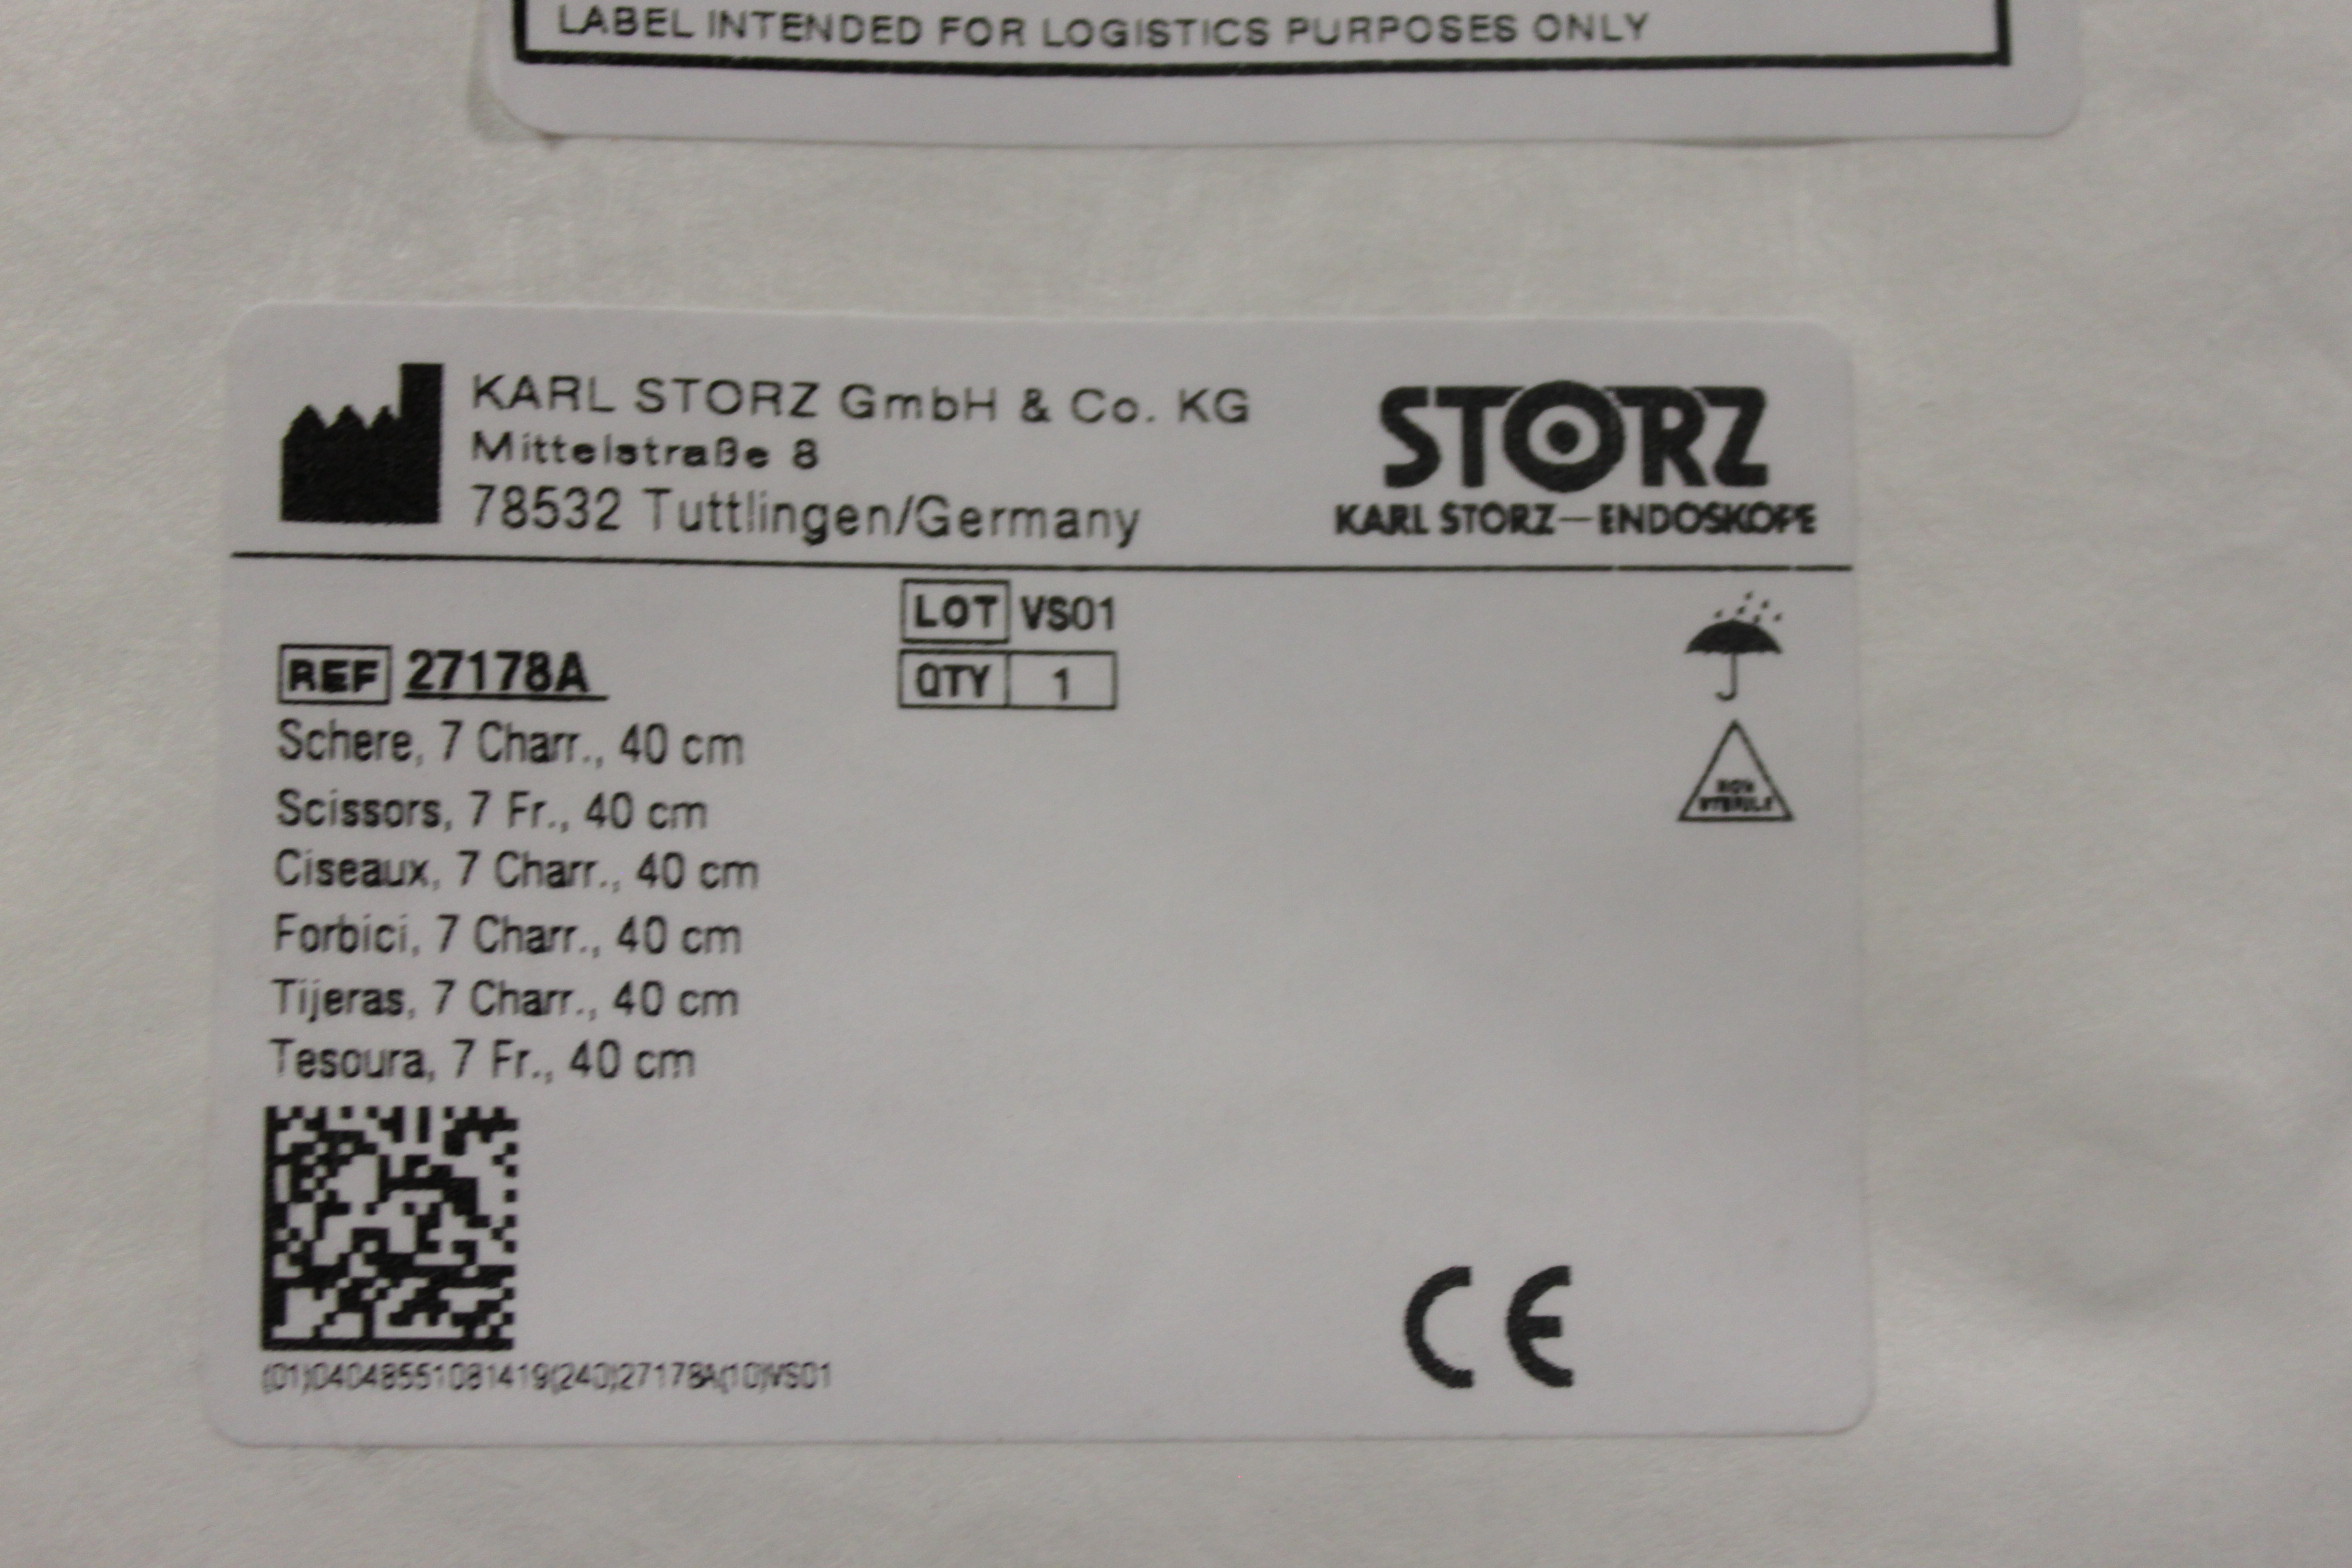 LABEL INTENDED FOR LOGISTICS PURPOSES ONLY
KARL STORZ GmbH & Co. KG
Mittelstraße 8
78532 Tuttlingen/Germany
STORZ
KARL STORZ—ENDOSKOPE
LOT VS01
REF 27178A
QTY 1
Schere, 7 Charr., 40 cm
Scissors, 7 Fr., 40 cm
Ciseaux, 7 Charr., 40 cm
Forbici, 7 Charr., 40 cm
Tijeras, 7 Charr., 40 cm
Tesoura, 7 Fr., 40 cm
NON
STERILE
(01)04048551081419(240)27178A(10)VS01
CE